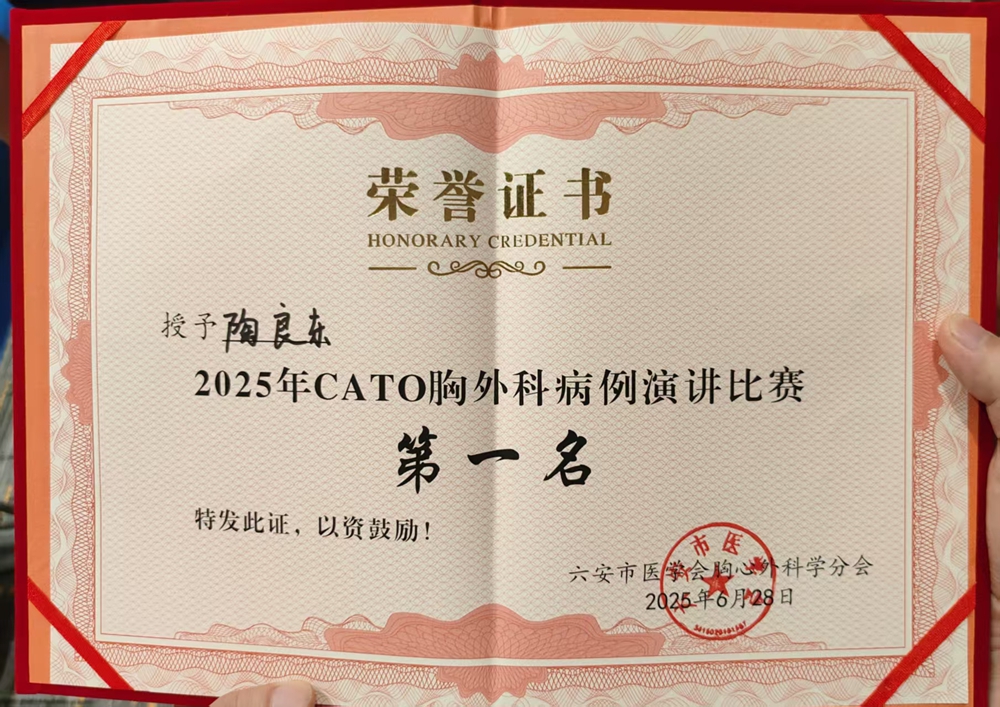 荣誉证书
HONORARY CREDENTIAL
授予陶良东
2025年CATO胸外科病例演讲比赛
第一名
特发此证，以资鼓励！
六安市医学会胸心外科学分会
2025年6月28日